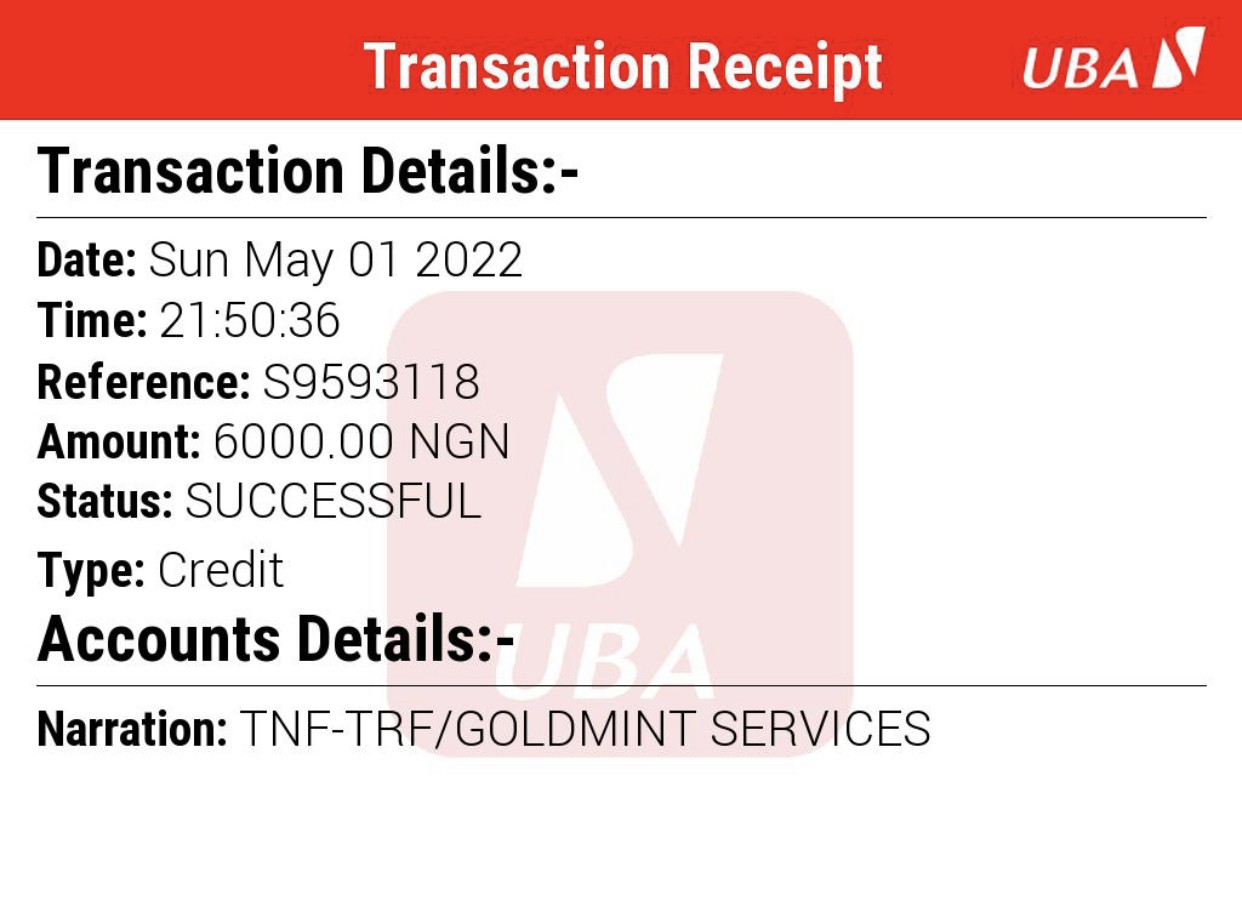 Transaction Receipt
UBA
Transaction Details:-
Date: Sun May 01 2022
Time: 21:50:36
Reference: S9593118
Amount: 6000.00 NGN
Status: SUCCESSFUL
Type: Credit
Accounts Details:-
UBA
Narration: TNF-TRF/GOLDMINT SERVICES